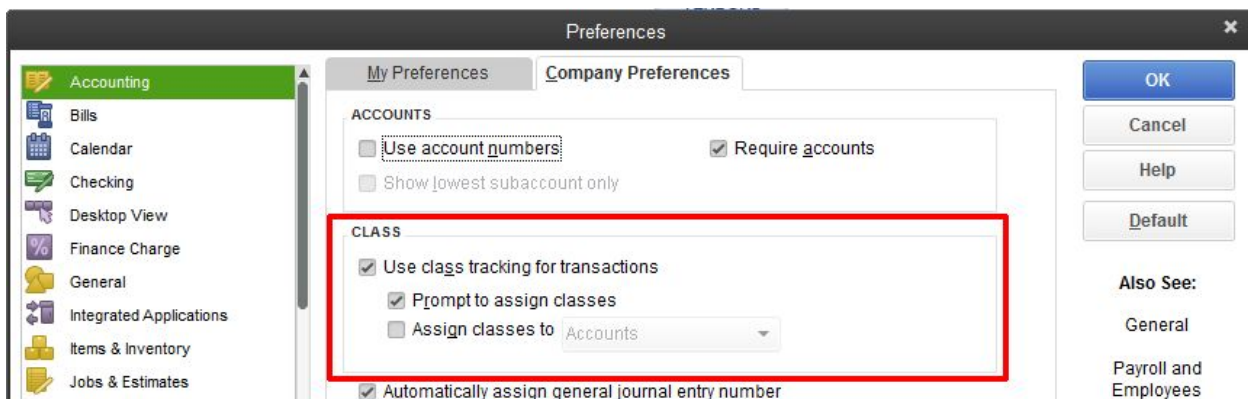 Preferences
Accounting
Bills
Calendar
Checking
Desktop View
Finance Charge
General
Integrated Applications
Items & Inventory
Jobs & Estimates
My Preferences
Company Preferences
ACCOUNTS
Use account numbers
Require accounts
Show lowest subaccount only
CLASS
Use class tracking for transactions
Prompt to assign classes
Assign classes to Accounts
Automatically assign general journal entry number
OK
Cancel
Help
Default
Also See:
General
Payroll and
Employees